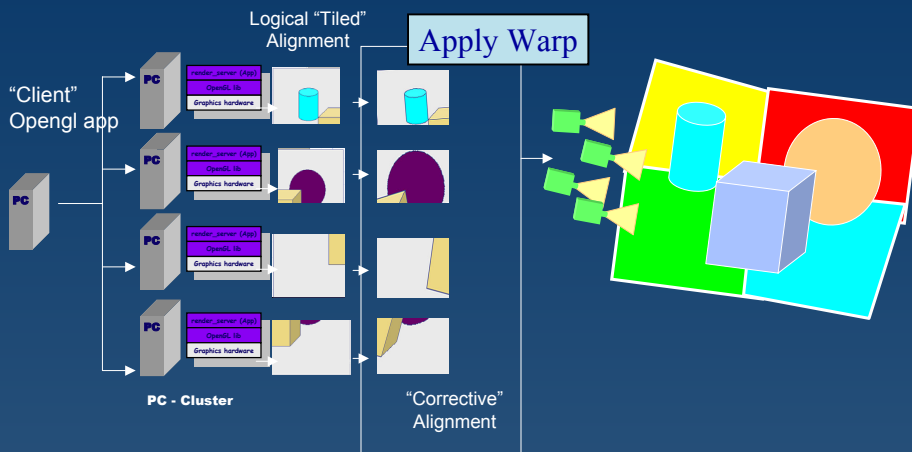 Logical “Tiled”
Alignment
Apply Warp
“Client”
Opengl app
PC
PC
render_server (App)
OpenGL lib
Graphics hardware
PC
render_server (App)
OpenGL lib
Graphics hardware
PC
render_server (App)
OpenGL lib
Graphics hardware
PC
render_server (App)
OpenGL lib
Graphics hardware
PC - Cluster
“Corrective”
Alignment